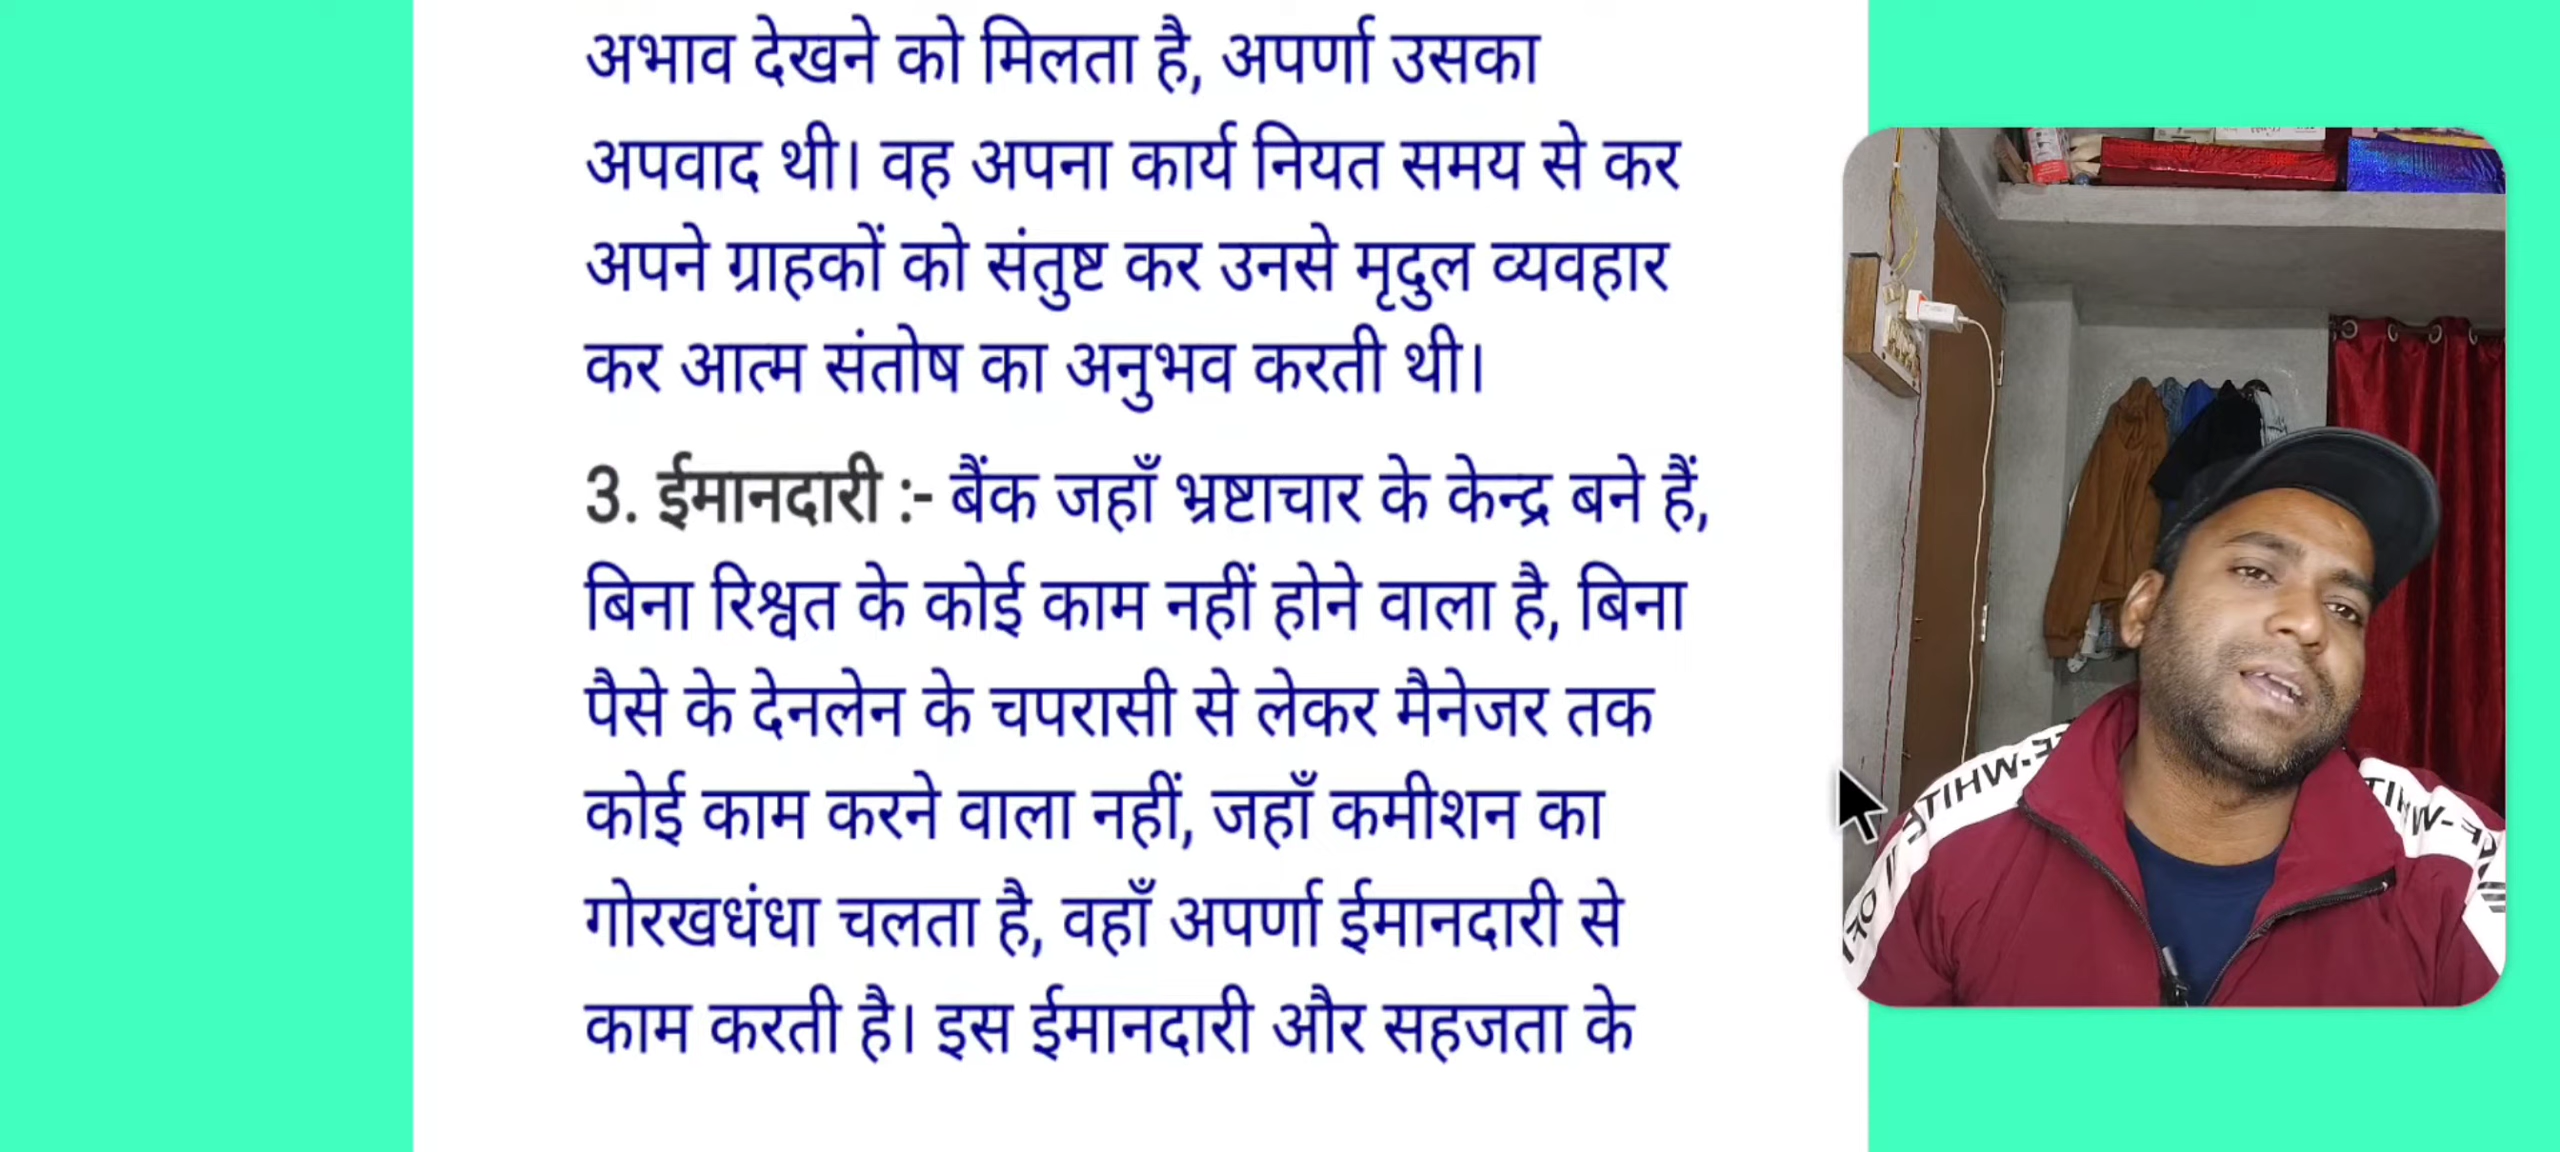 अभाव देखने को मिलता है, अपर्णा उसका
अपवाद थी। वह अपना कार्य नियत समय से कर
अपने ग्राहकों को संतुष्ट कर उनसे मृदुल व्यवहार
कर आत्म संतोष का अनुभव करती थी।
3. ईमानदारी :- बैंक जहाँ भ्रष्टाचार के केन्द्र बने हैं,
बिना रिश्वत के कोई काम नहीं होने वाला है, बिना
पैसे के देनलेन के चपरासी से लेकर मैनेजर तक
कोई काम करने वाला नहीं, जहाँ कमीशन का
गोरखधंधा चलता है, वहाँ अपर्णा ईमानदारी से
काम करती है। इस ईमानदारी और सहजता के